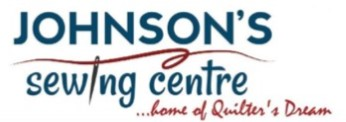 JOHNSON'S
sewing centre
...home of Quilter's Dream